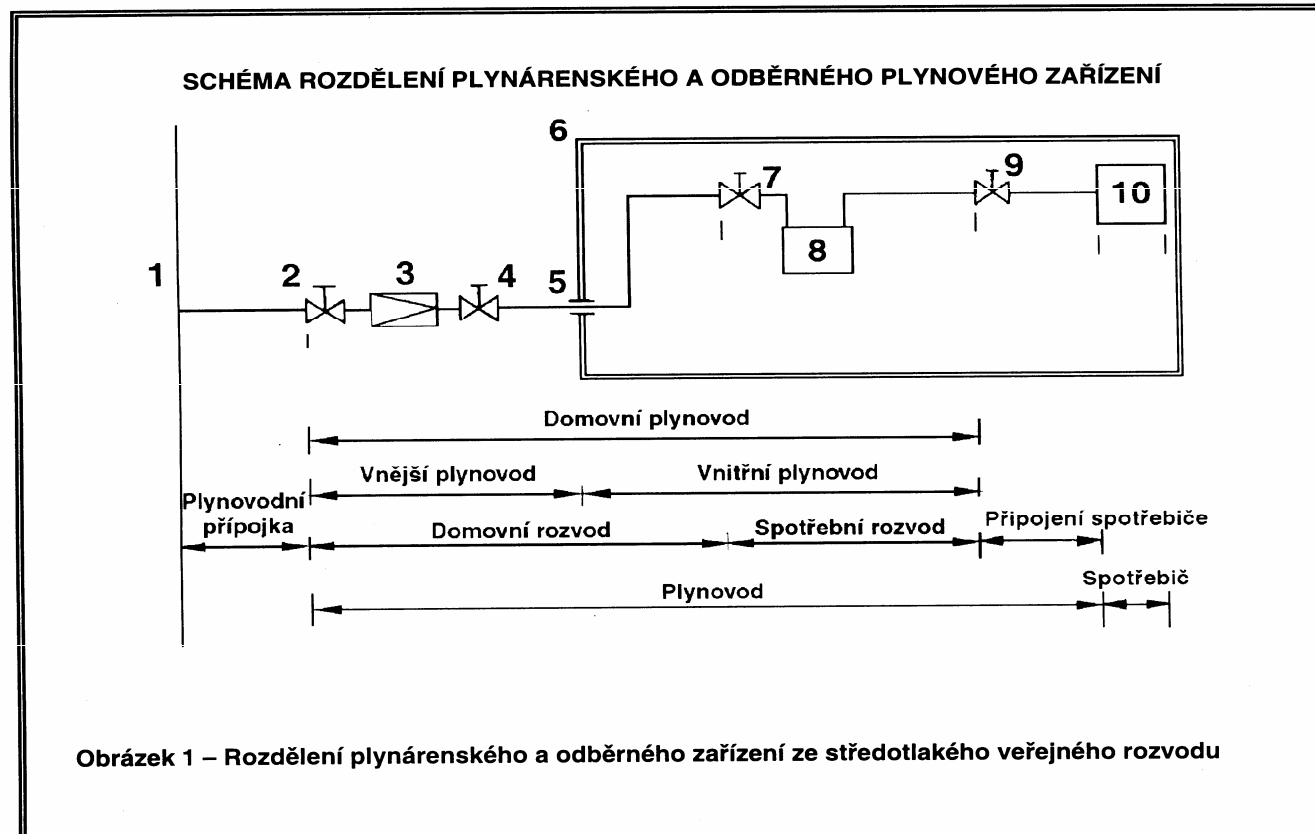 SCHÉMA ROZDĚLENÍ PLYNÁRENSKÉHO A ODBĚRNÉHO PLYNOVÉHO ZAŘÍZENÍ
6
7
9
10
8
1
2
3
4
5
Domovní plynovod
Vnější plynovod
Vnitřní plynovod
Plynovodní
přípojka
Domovní rozvod
Spotřební rozvod
Připojení spotřebiče
Plynovod
Spotřebič
Obrázek 1 – Rozdělení plynárenského a odběrného zařízení ze středotlakého veřejného rozvodu